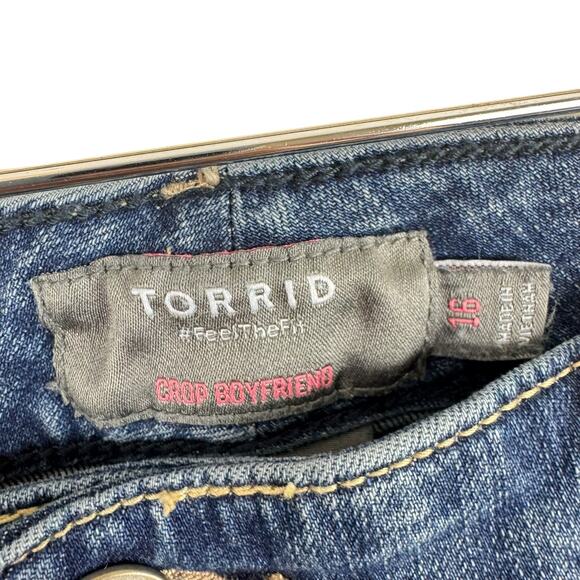 TORRID
#FeelTheFit
CROP BOYFRIEND
16
MADE IN
VIETNAM